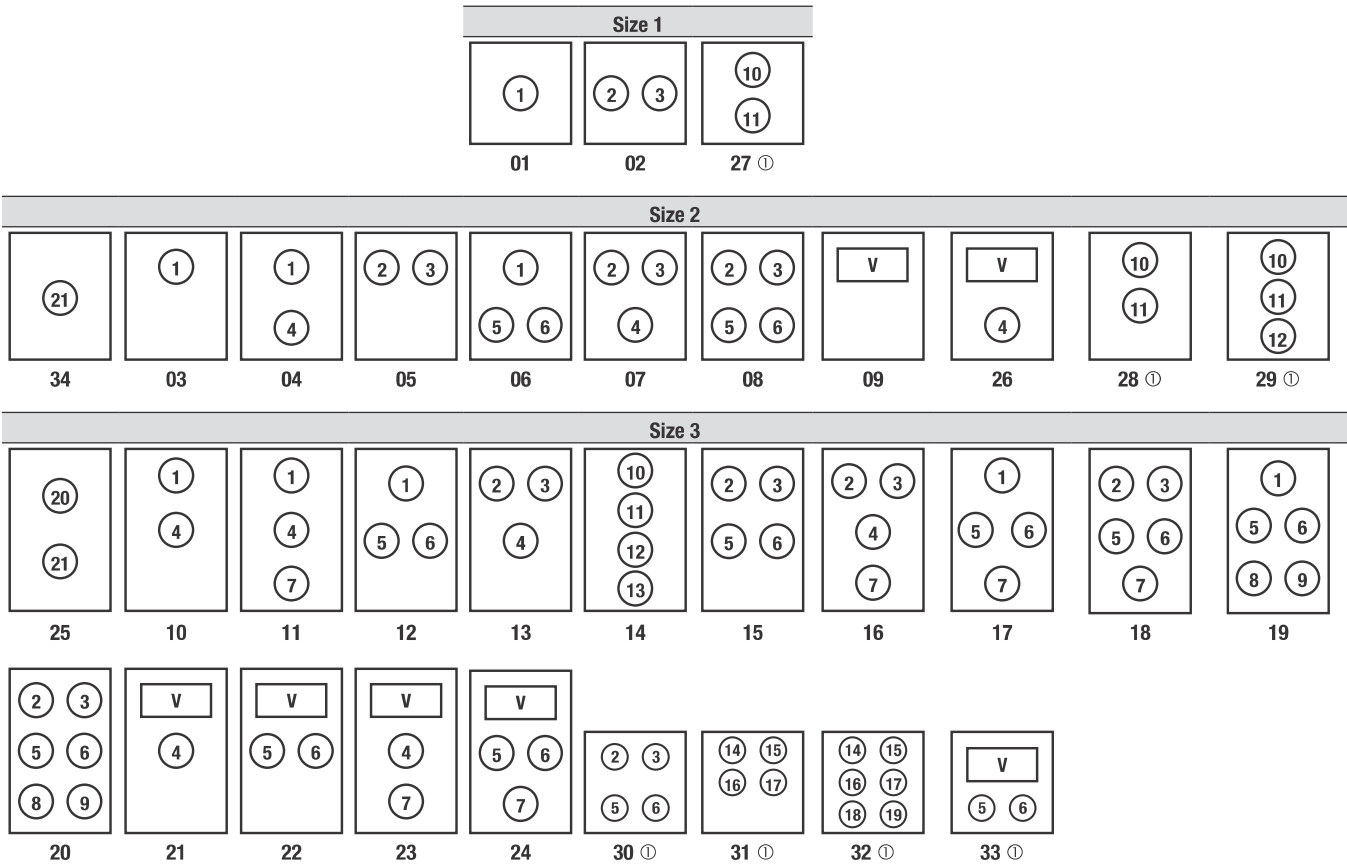 Size 1
1 2 3 10
11
01 02 27 ①
Size 2
21 1 1 4 2 3 1 5 6 2 3 4 2 3 5 6 V V 4 10 11 10 11 12
34 03 04 05 06 07 08 09 26 28 ① 29 ①
Size 3
20 21 1 4 1 4 7 1 5 6 2 3 4 10 11 12 13 2 3 5 6 2 3 4 7 1 5 6 7 2 3 5 6 7 1 5 6 8 9
25 10 11 12 13 14 15 16 17 18 19
2 3 5 6 8 9 V 4 V 5 6 V 4 7 V 5 6 7 2 3 5 6 14 15 16 17 14 15 16 17 18 19 V 5 6
20 21 22 23 24 30 ① 31 ① 32 ① 33 ①